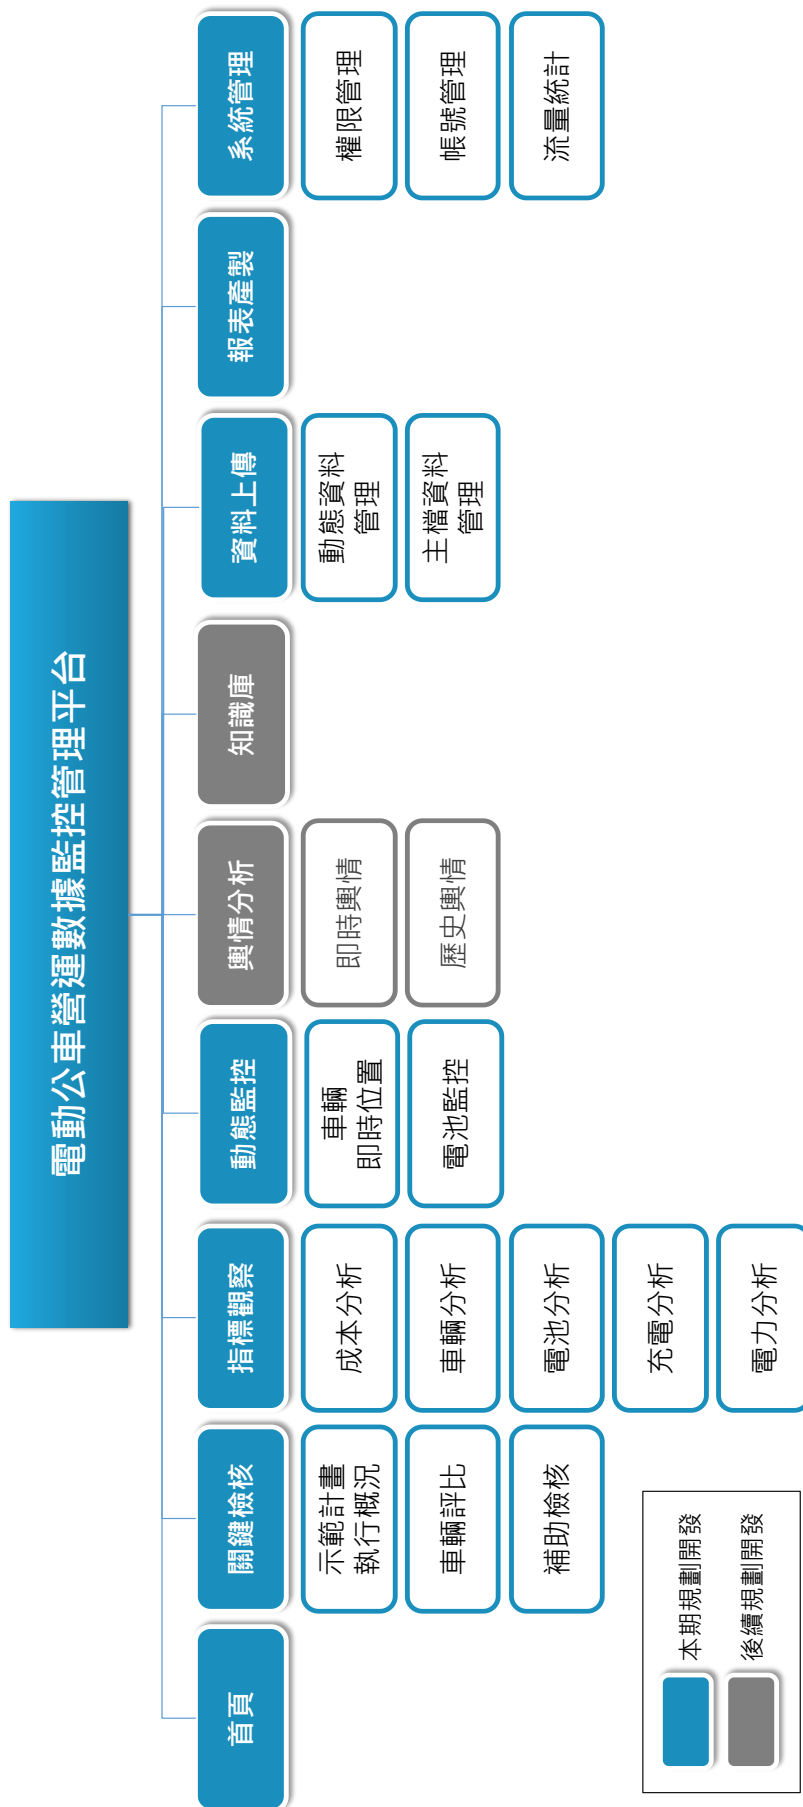 電動公車營運數據監控管理平台
首頁
關鍵檢核
示範計畫
執行概況
車輛評比
補助檢核
指標觀察
成本分析
車輛分析
電池分析
充電分析
電力分析
動態監控
車輛
即時位置
電池監控
輿情分析
即時輿情
歷史輿情
知識庫
資料上傳
動態資料
管理
主檔資料
管理
報表產製
系統管理
權限管理
帳號管理
流量統計
本期規劃開發
後續規劃開發